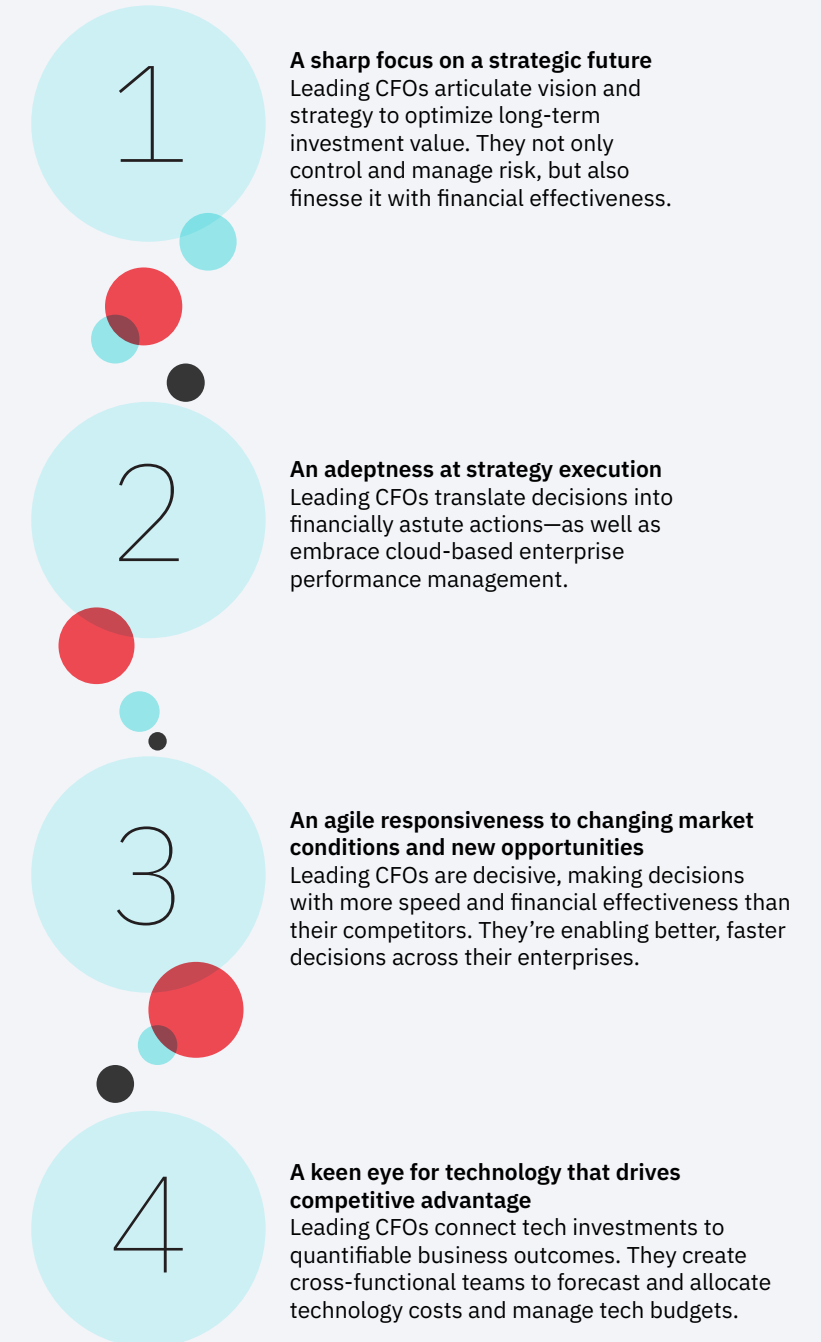 1
A sharp focus on a strategic future
Leading CFOs articulate vision and
strategy to optimize long-term
investment value. They not only
control and manage risk, but also
finesse it with financial effectiveness.
2
An adeptness at strategy execution
Leading CFOs translate decisions into
financially astute actions—as well as
embrace cloud-based enterprise
performance management.
3
An agile responsiveness to changing market
conditions and new opportunities
Leading CFOs are decisive, making decisions
with more speed and financial effectiveness than
their competitors. They’re enabling better, faster
decisions across their enterprises.
4
A keen eye for technology that drives
competitive advantage
Leading CFOs connect tech investments to
quantifiable business outcomes. They create
cross-functional teams to forecast and allocate
technology costs and manage tech budgets.